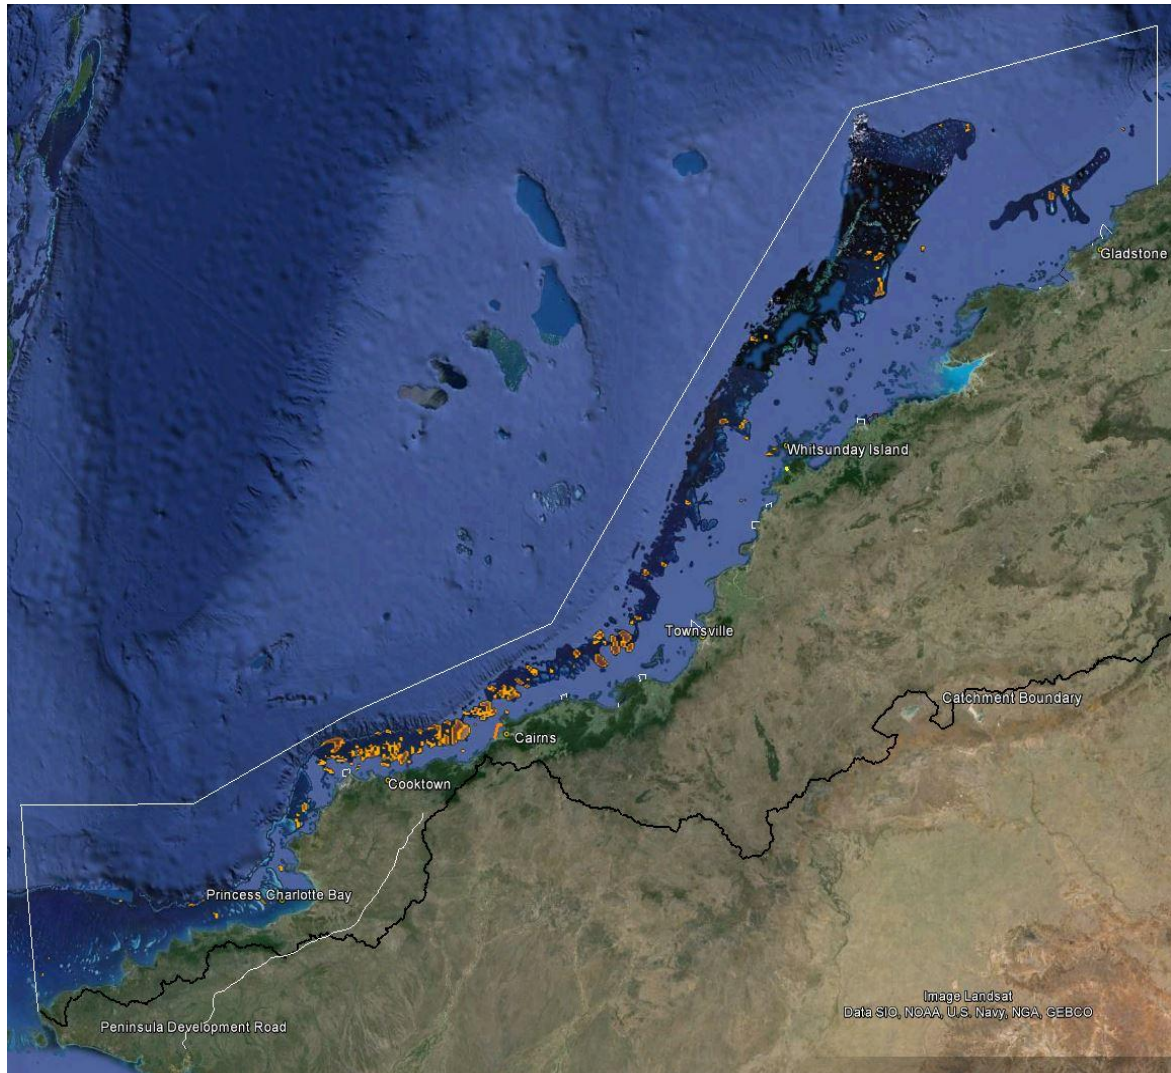 Gladstone
Whitsunday Island
Townsville
Catchment Boundary
Cairns
Cooktown
Princess Charlotte Bay
Image Landsat
Data SIO, NOAA, U.S. Navy, NGA, GEBCO
Peninsula Development Road